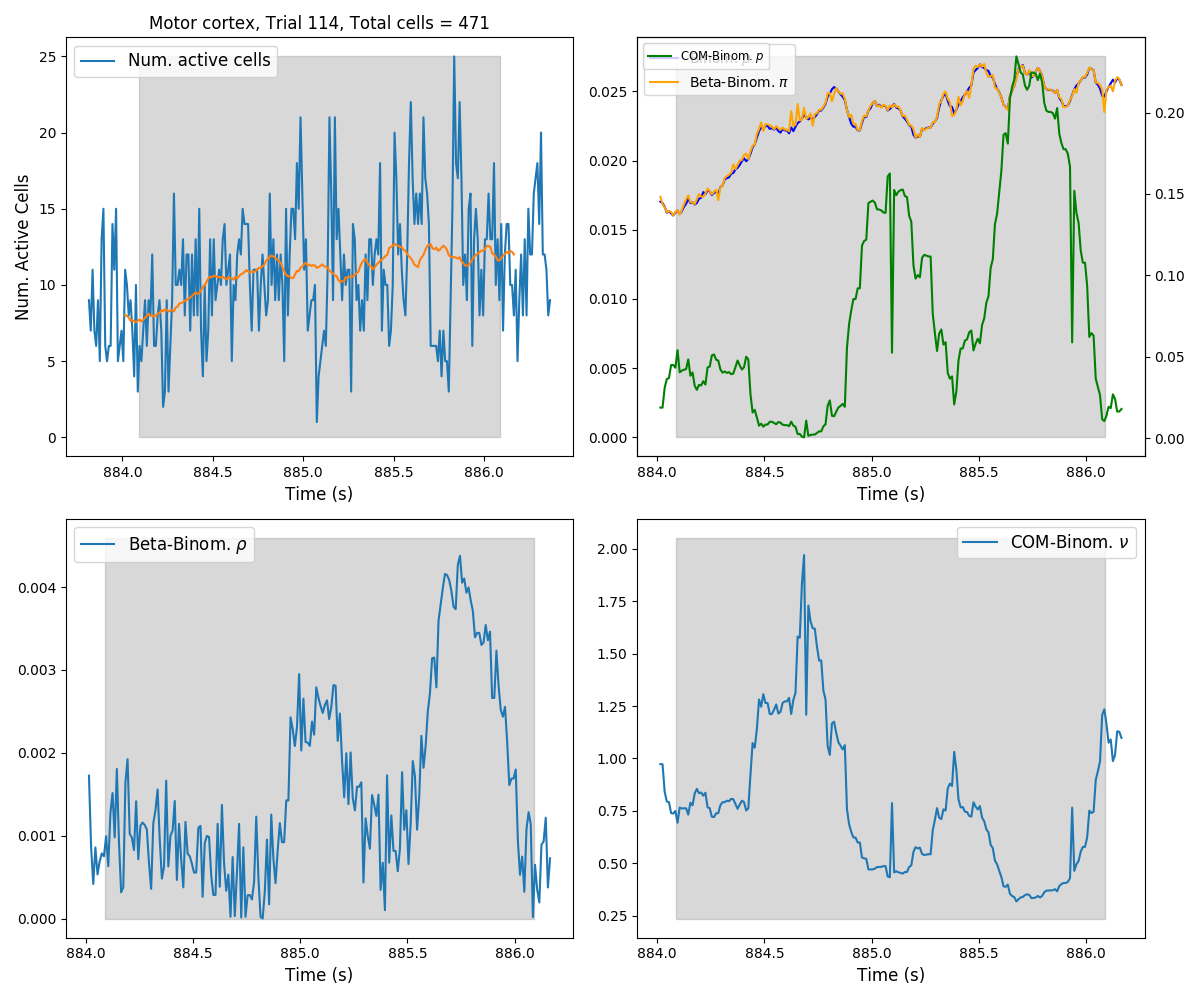 Motor cortex, Trial 114, Total cells = 471
Num. Active Cells
25
20
15
10
5
0
Num. active cells
884.0 884.5 885.0 885.5 886.0
Time (s)
0.025
0.020
0.015
0.010
0.005
0.000
COM-Binom. p
Beta-Binom. π
0.20
0.15
0.10
0.05
0.00
884.0 884.5 885.0 885.5 886.0
Time (s)
0.004
0.003
0.002
0.001
0.000
Beta-Binom. ρ
884.0 884.5 885.0 885.5 886.0
Time (s)
2.00
1.75
1.50
1.25
1.00
0.75
0.50
0.25
COM-Binom. ν
884.0 884.5 885.0 885.5 886.0
Time (s)